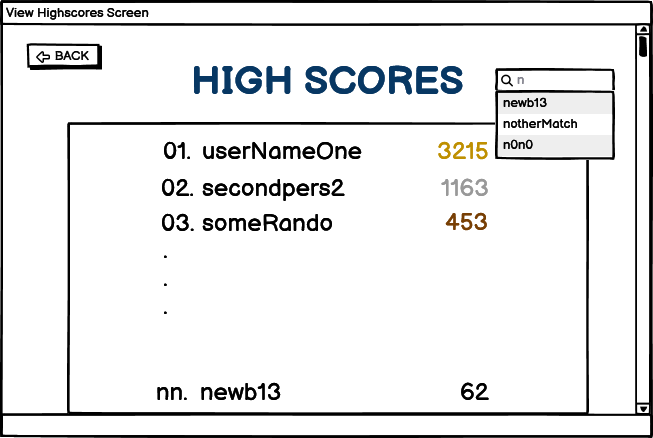 View Highscores Screen
BACK
HIGH SCORES
n
newb13
notherMatch
n0n0
01. userNameOne 3215
02. secondpers2 1163
03. someRando 453
.
.
.
nn. newb13 62